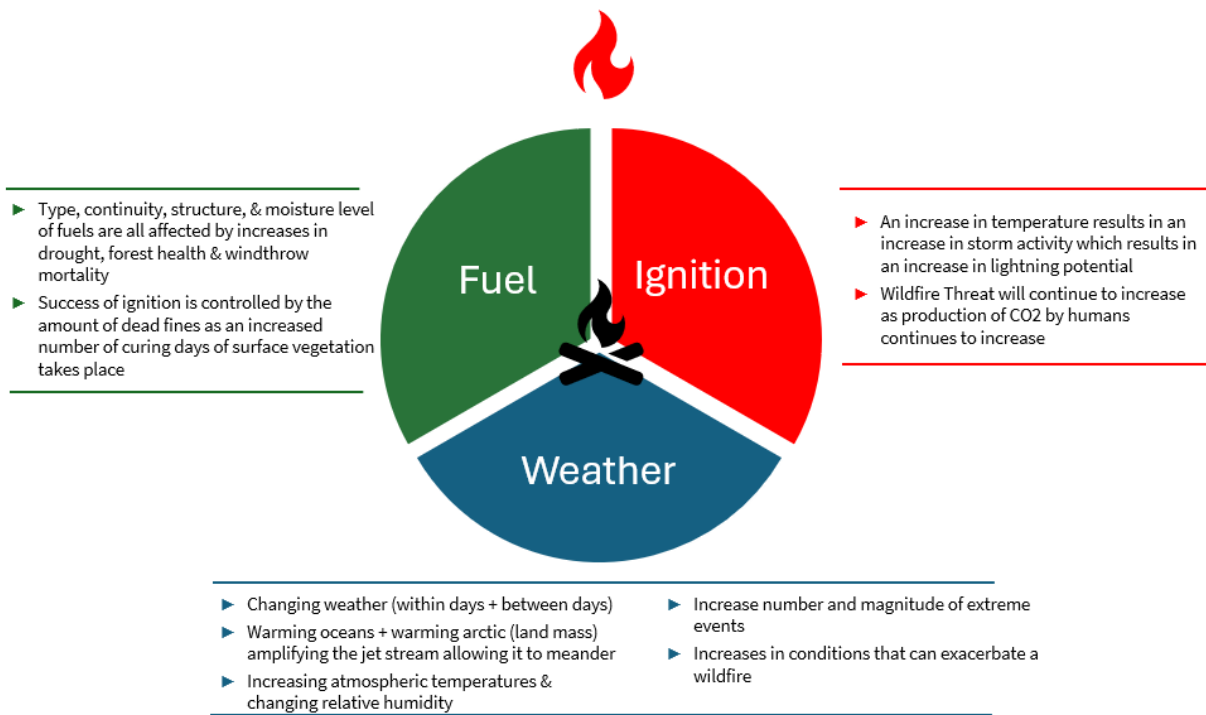 Fuel
Ignition
Weather
► Type, continuity, structure, & moisture level
of fuels are all affected by increases in
drought, forest health & windthrow
mortality
► Success of ignition is controlled by the
amount of dead fines as an increased
number of curing days of surface vegetation
takes place
► An increase in temperature results in an
increase in storm activity which results in
an increase in lightning potential
► Wildfire Threat will continue to increase
as production of CO2 by humans
continues to increase
► Changing weather (within days + between days)
► Warming oceans + warming arctic (land mass)
amplifying the jet stream allowing it to meander
► Increasing atmospheric temperatures &
changing relative humidity
► Increase number and magnitude of extreme
events
► Increases in conditions that can exacerbate a
wildfire